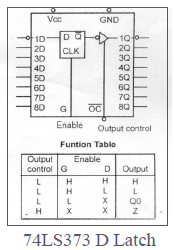 Vcc GND
1D D Q 1Q
2D CLK 2Q
3D 3Q
4D 4Q
5D 5Q
6D 6Q
7D 7Q
8D G OC 8Q
Enable Output control
Funtion Table
Output control Enable G D Output
L H H H
L H L L
L L X Q0
H X X Z
74LS373 D Latch